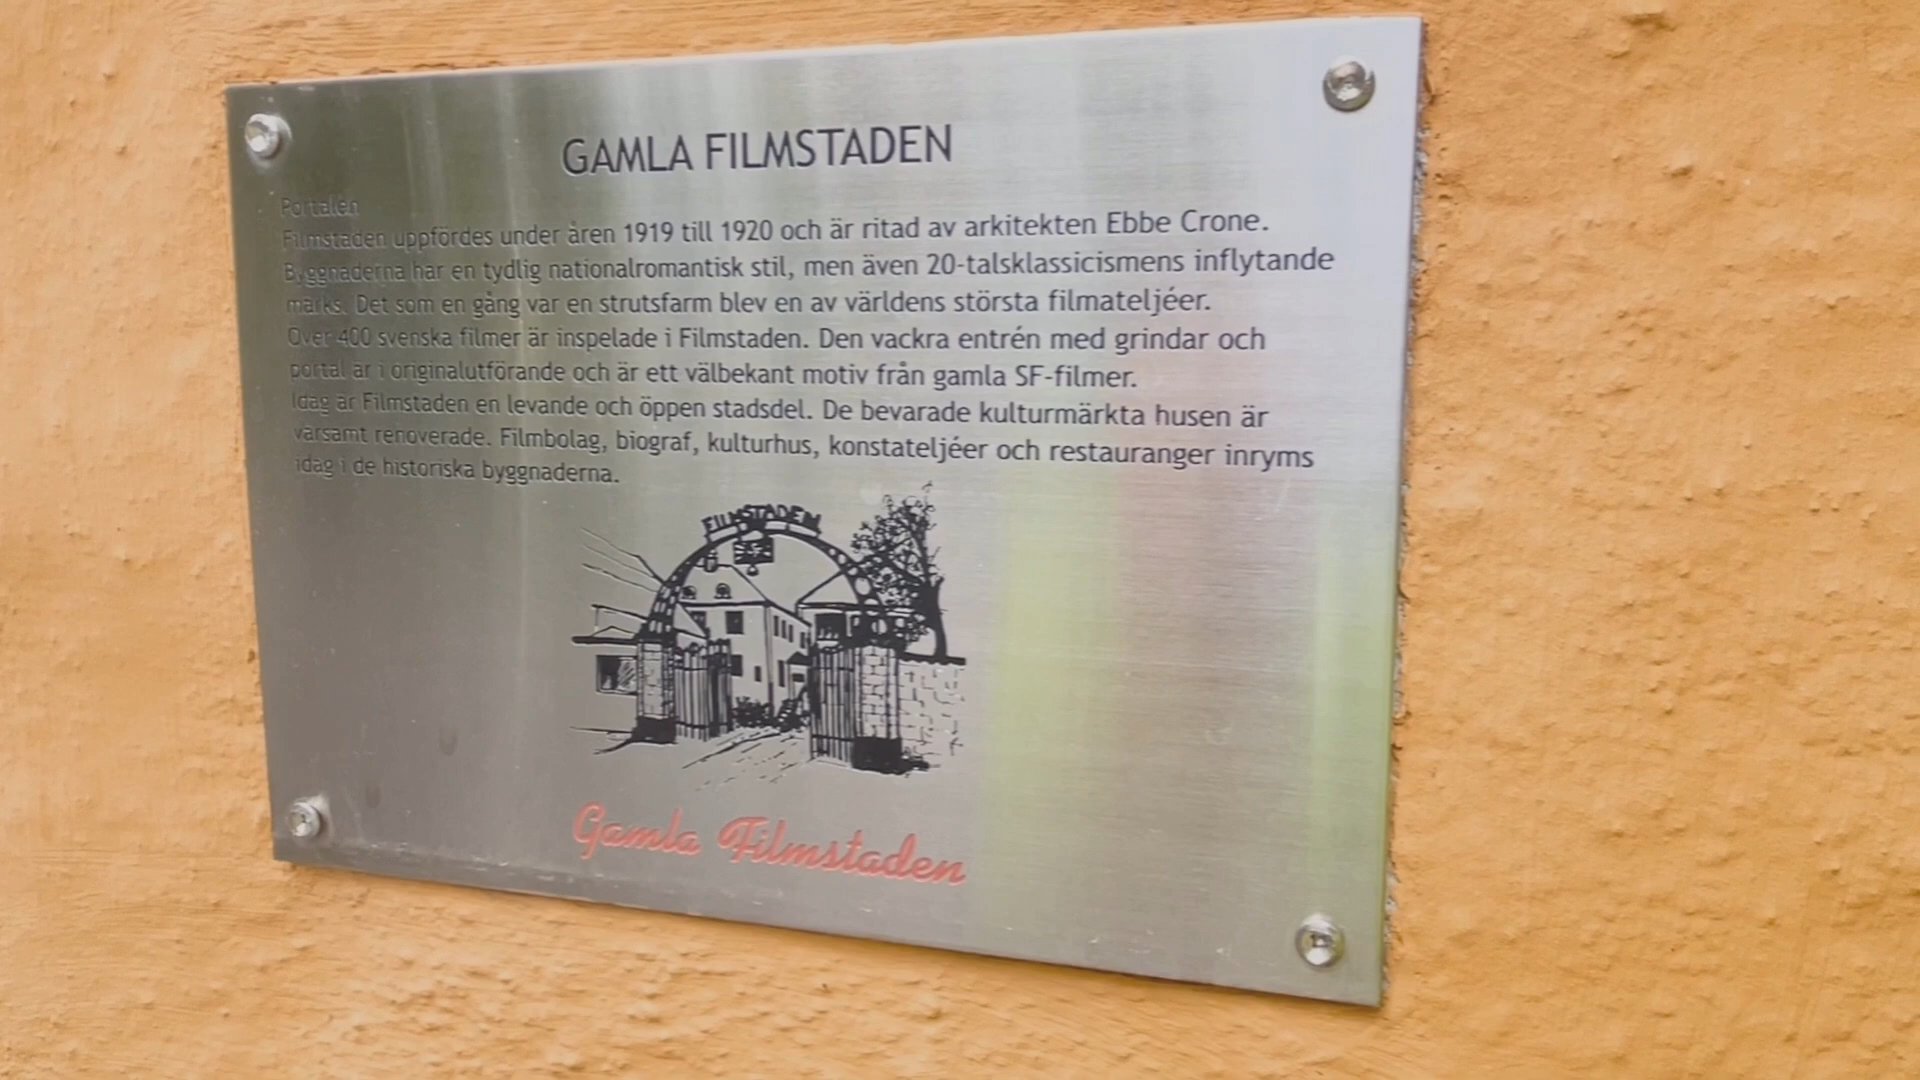 GAMLA FILMSTADEN
Portalen
Filmstaden uppfördes under åren 1919 till 1920 och är ritad av arkitekten Ebbe Crone.
Byggnaderna har en tydlig nationalromantisk stil, men även 20-talsklassicismens inflytande
märks. Det som en gång var en strutsfarm blev en av världens största filmateljéer.
Över 400 svenska filmer är inspelade i Filmstaden. Den vackra entrén med grindar och
portal är i originalutförande och är ett välbekant motiv från gamla SF-filmer.
Idag är Filmstaden en levande och öppen stadsdel. De bevarade kulturmärkta husen är
varsamt renoverade. Filmbolag, biograf, kulturhus, konstateljéer och restauranger inryms
idag i de historiska byggnaderna.
FILMSTADEN
Gamla Filmstaden